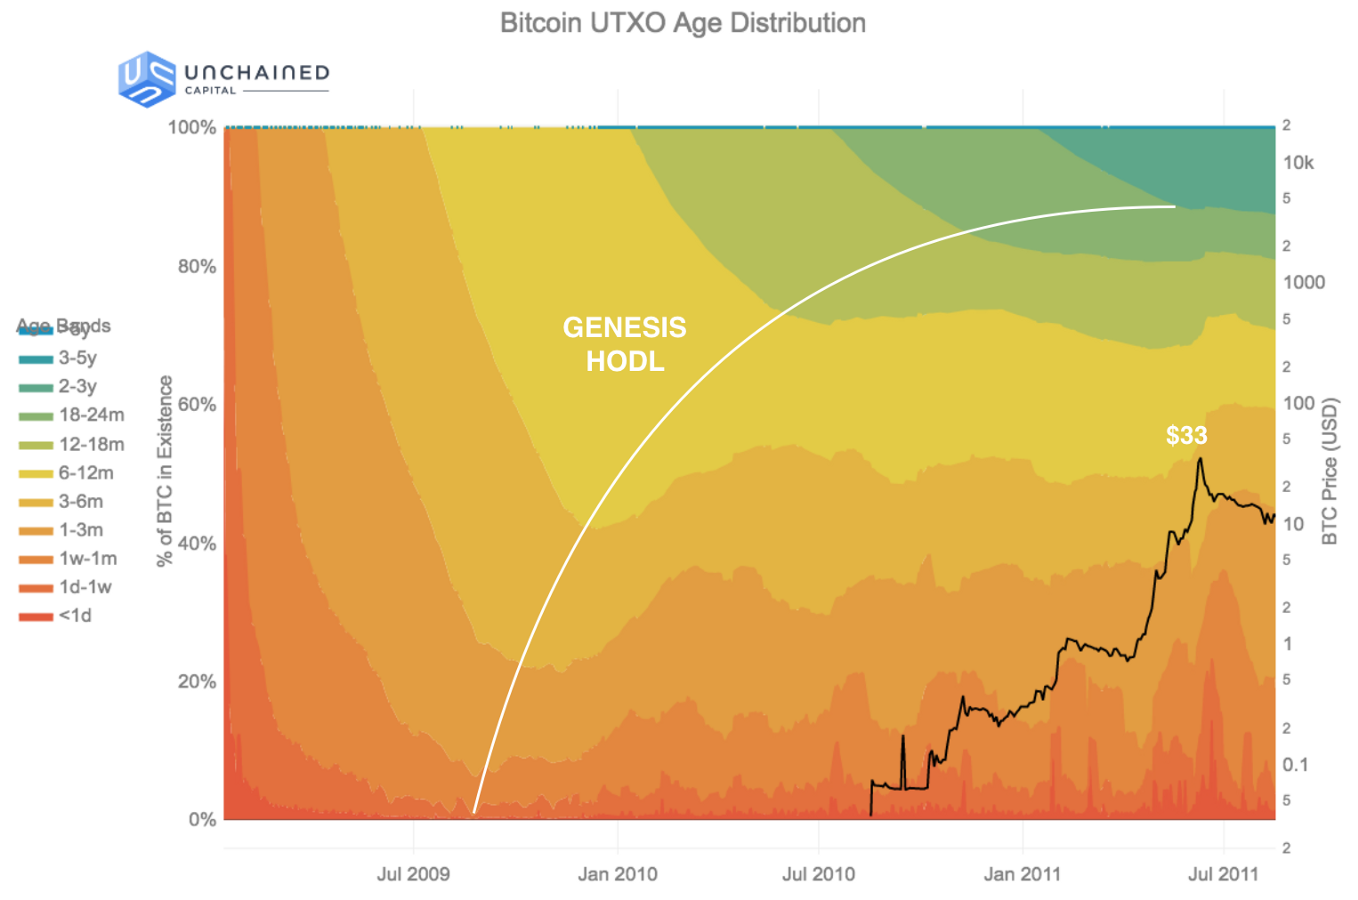 Bitcoin UTXO Age Distribution
UNCHAINED
CAPITAL
100%
80%
60%
40%
20%
0%
% of BTC in Existence
Age Bands
>5y
3-5y
2-3y
18-24m
12-18m
6-12m
3-6m
1-3m
1w-1m
1d-1w
<1d
GENESIS
HODL
$33
2
10k
5
2
1000
5
2
100
5
2
10
5
2
1
5
2
0.1
5
2
BTC Price (USD)
Jul 2009
Jan 2010
Jul 2010
Jan 2011
Jul 2011